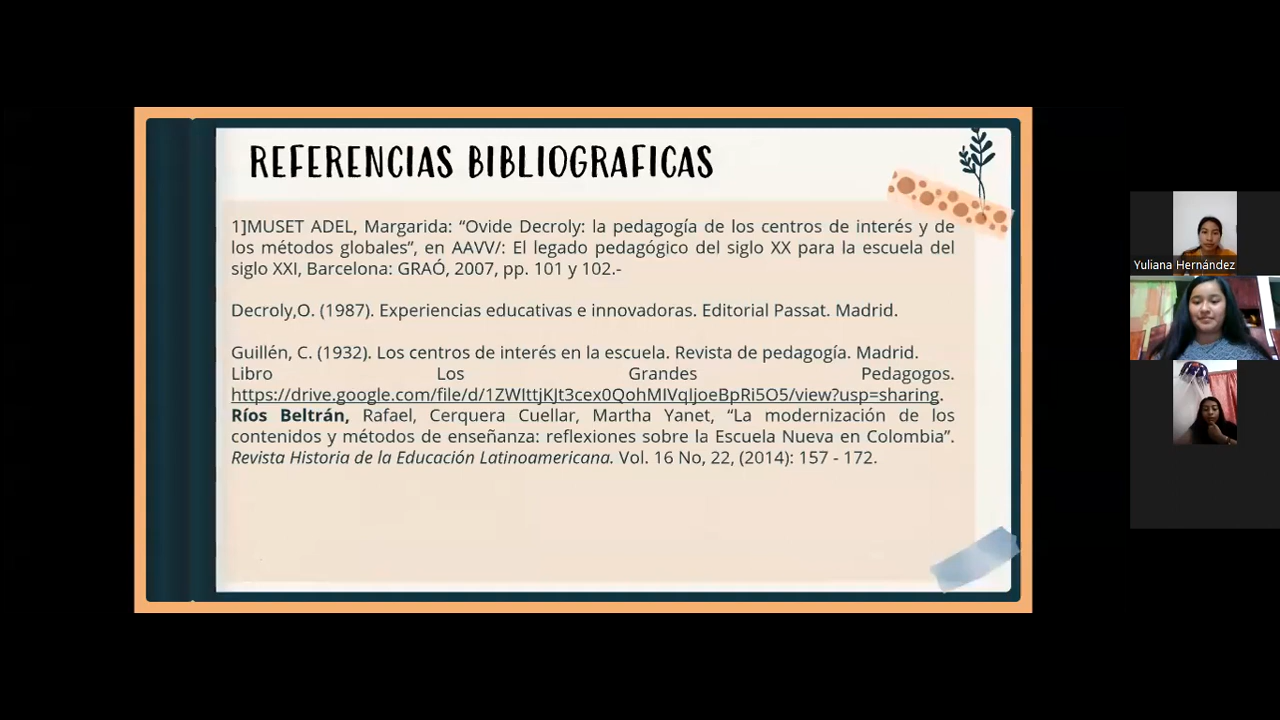 REFERENCIAS BIBLIOGRAFICAS
1]MUSET ADEL, Margarida: “Ovide Decroly: la pedagogía de los centros de interés y de
los métodos globales”, en AAVV/: El legado pedagógico del siglo XX para la escuela del
siglo XXI, Barcelona: GRAÓ, 2007, pp. 101 y 102.-
Decroly,O. (1987). Experiencias educativas e innovadoras. Editorial Passat. Madrid.
Guillén, C. (1932). Los centros de interés en la escuela. Revista de pedagogía. Madrid.
Libro Los Grandes Pedagogos.
https://drive.google.com/file/d/1ZWIttjKJt3cex0QohMIVqIjoeBpRi5O5/view?usp=sharing.
Ríos Beltrán, Rafael, Cerquera Cuellar, Martha Yanet, “La modernización de los
contenidos y métodos de enseñanza: reflexiones sobre la Escuela Nueva en Colombia”.
Revista Historia de la Educación Latinoamericana. Vol. 16 No, 22, (2014): 157 - 172.
Yuliana Hernández